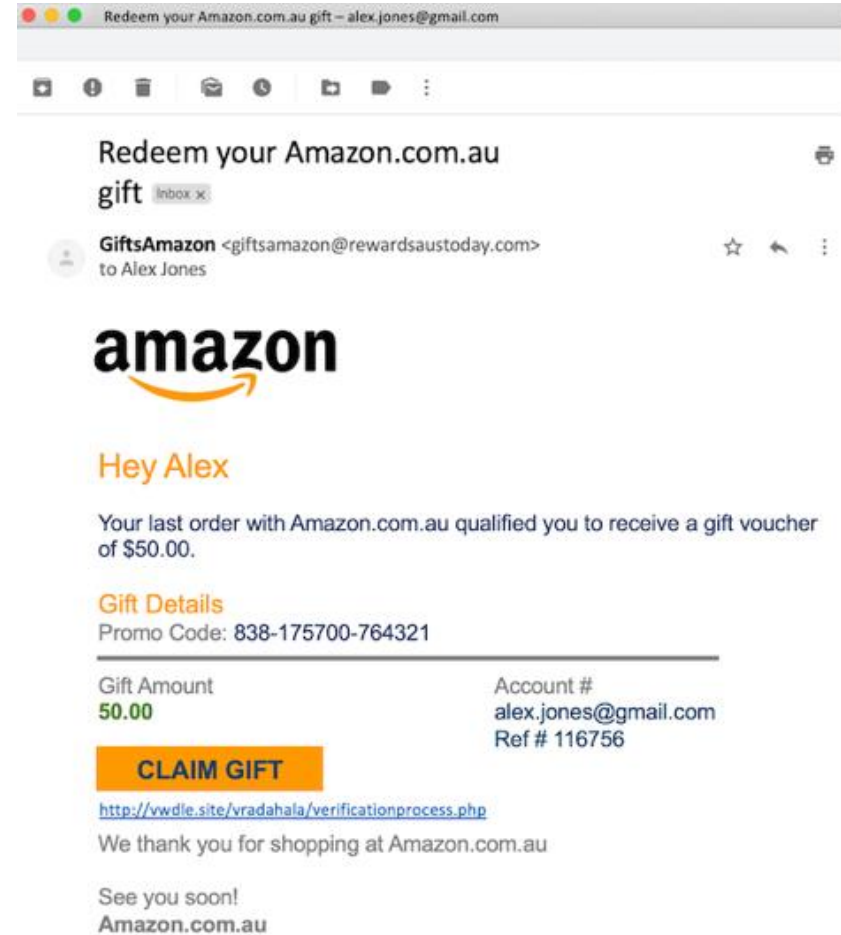 Redeem your Amazon.com.au gift – alex.jones@gmail.com
Redeem your Amazon.com.au
gift Inbox x
GiftsAmazon <giftsamazon@rewardsaustoday.com>
to Alex Jones
amazon
Hey Alex
Your last order with Amazon.com.au qualified you to receive a gift voucher
of $50.00.
Gift Details
Promo Code: 838-175700-764321
Gift Amount
50.00
Account #
alex.jones@gmail.com
Ref # 116756
CLAIM GIFT
http://vwdle.site/vradahala/verificationprocess.php
We thank you for shopping at Amazon.com.au
See you soon!
Amazon.com.au